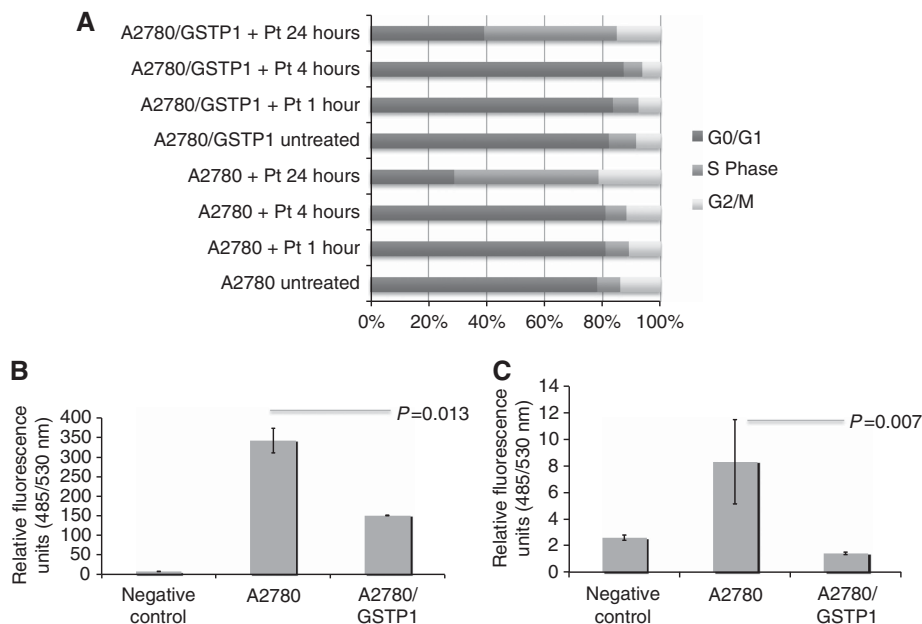 A
A2780/GSTP1 + Pt 24 hours
A2780/GSTP1 + Pt 4 hours
A2780/GSTP1 + Pt 1 hour
A2780/GSTP1 untreated
A2780 + Pt 24 hours
A2780 + Pt 4 hours
A2780 + Pt 1 hour
A2780 untreated
0% 20% 40% 60% 80% 100%
G0/G1
S Phase
G2/M
B
Relative fluorescence
units (485/530 nm)
400
350
300
250
200
150
100
50
0
P=0.013
Negative
control
A2780
A2780/
GSTP1
C
Relative fluorescence
units (485/530 nm)
14
12
10
8
6
4
2
0
P=0.007
Negative
control
A2780
A2780/
GSTP1